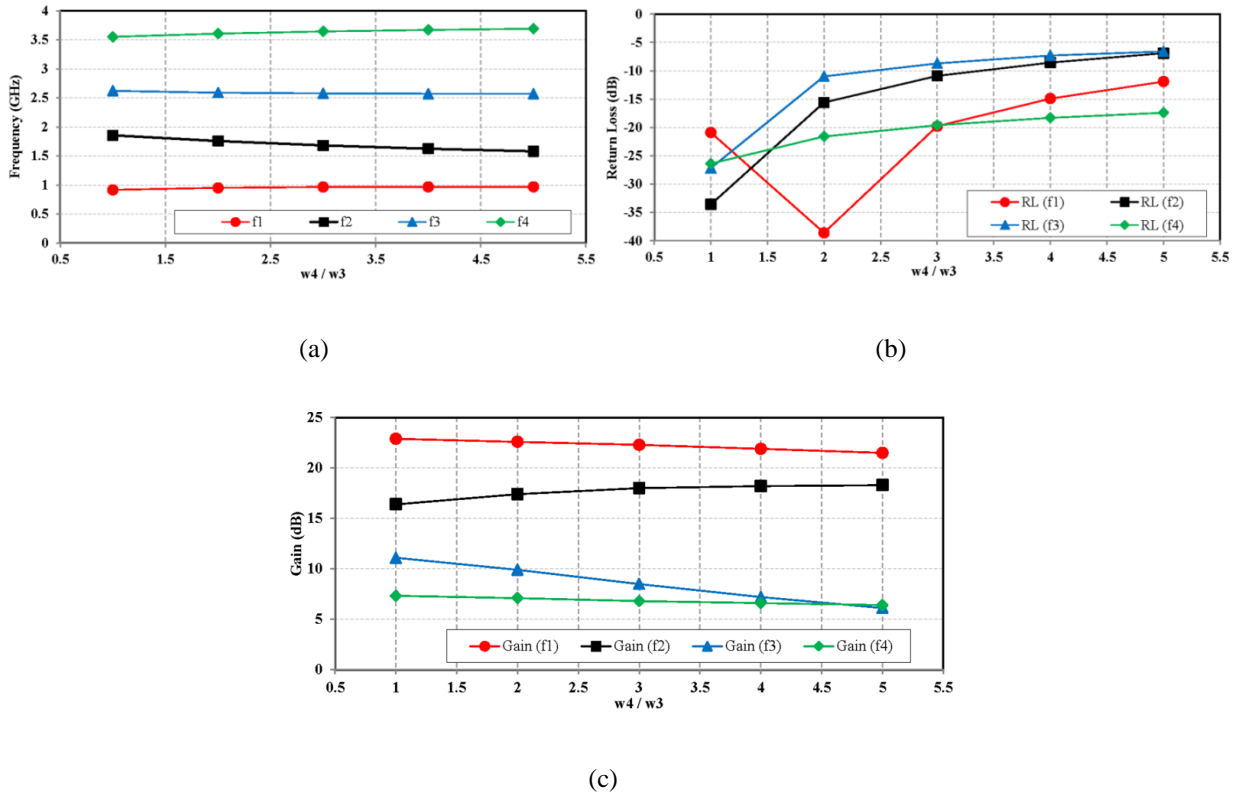 4
3.5
3
2.5
2
1.5
1
0.5
0
Frequency (GHz)
f1 f2 f3 f4
0.5 1 1.5 2 2.5 3 3.5 4 4.5 5 5.5
w4 / w3
(a)
0
-5
-10
-15
-20
-25
-30
-35
-40
Return Loss (dB)
RL (f1) RL (f2)
RL (f3) RL (f4)
0.5 1 1.5 2 2.5 3 3.5 4 4.5 5 5.5
w4 / w3
(b)
25
20
15
10
5
0
Gain (dB)
Gain (f1) Gain (f2) Gain (f3) Gain (f4)
0.5 1 1.5 2 2.5 3 3.5 4 4.5 5 5.5
w4 / w3
(c)